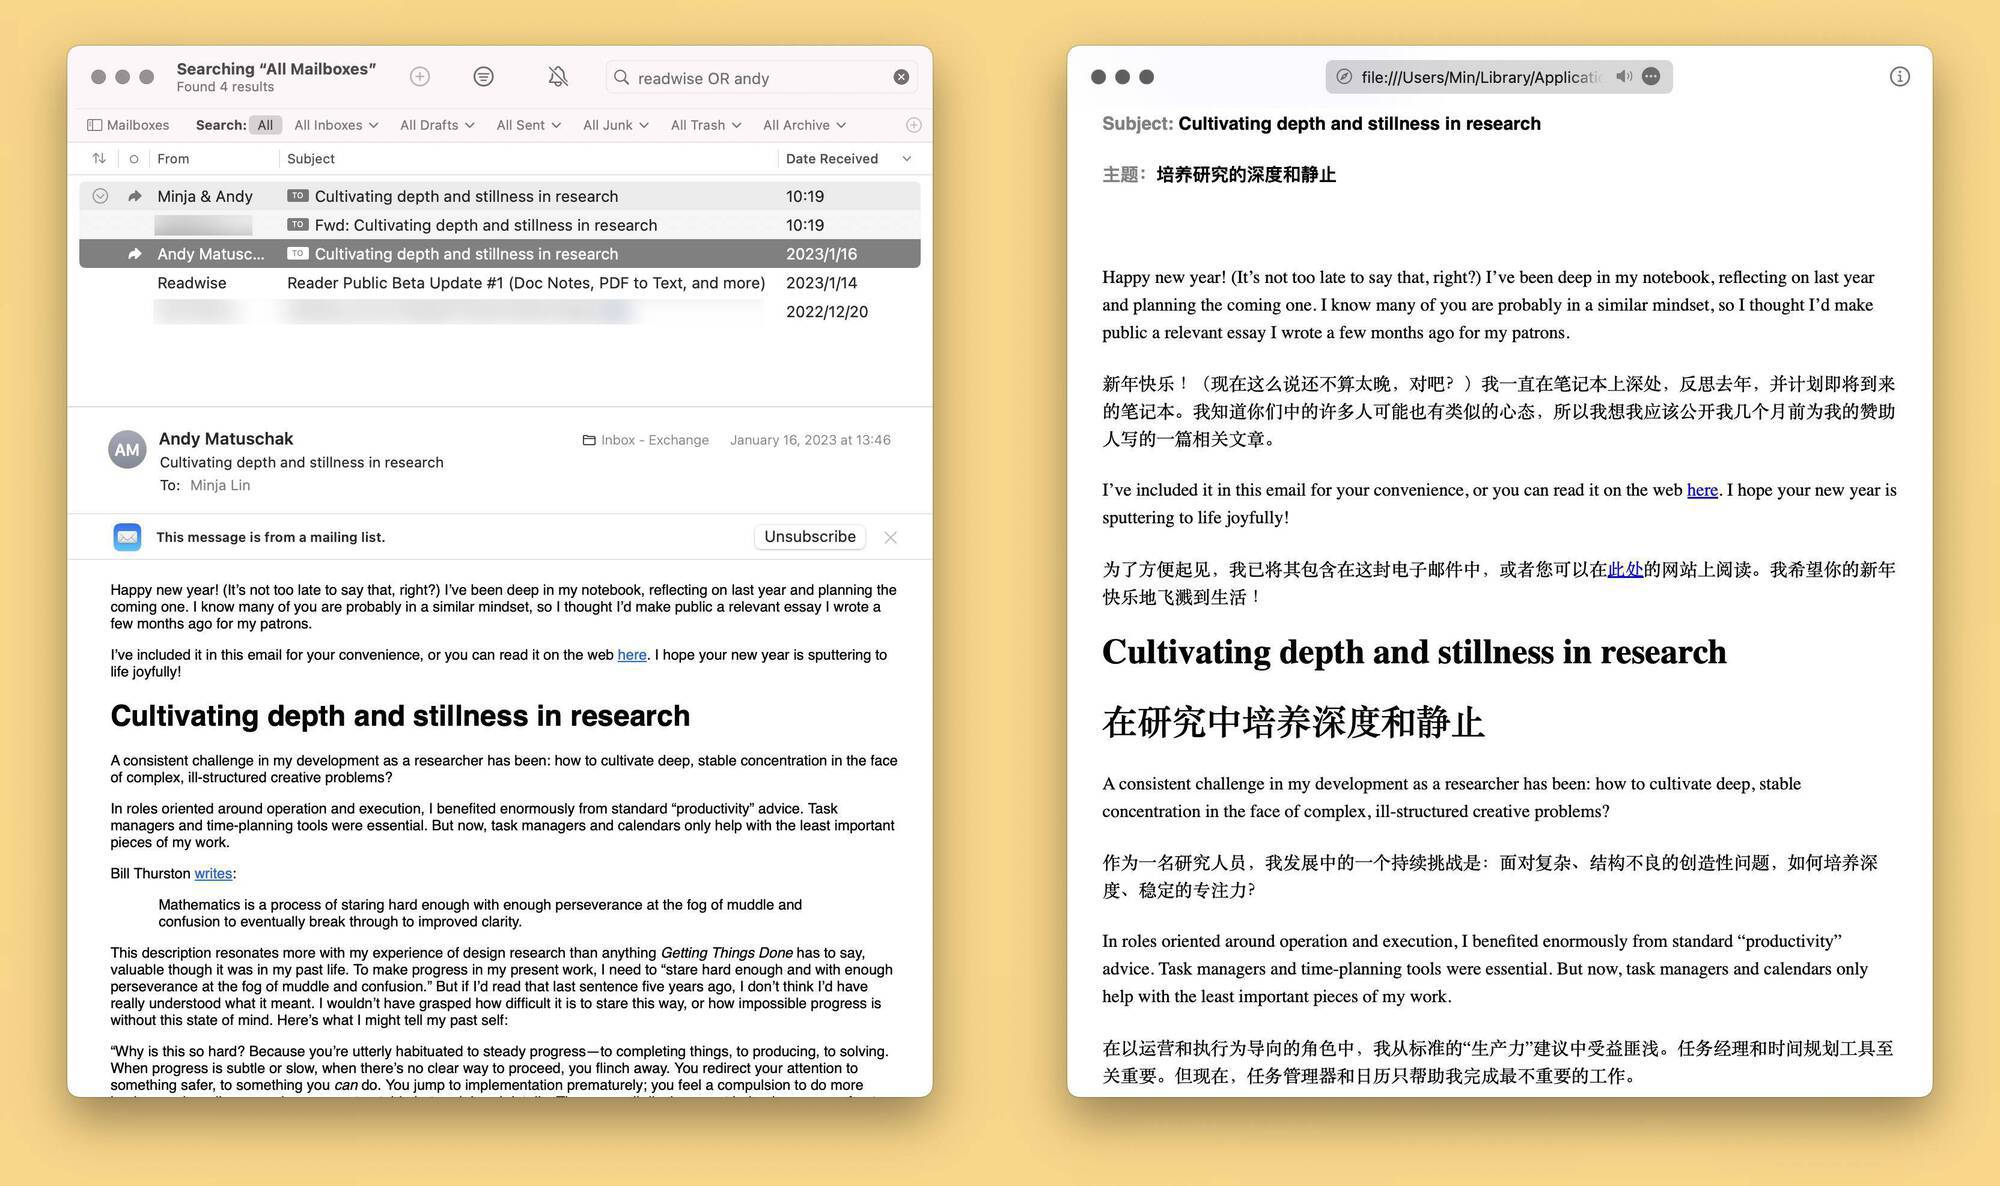 Searching “All Mailboxes”
Found 4 results
readwise OR andy
Mailboxes Search: All All Inboxes All Drafts All Sent All Junk All Trash All Archive
From Subject Date Received
Minja & Andy TO Cultivating depth and stillness in research 10:19
TO Fwd: Cultivating depth and stillness in research 10:19
Andy Matusc... TO Cultivating depth and stillness in research 2023/1/16
Readwise Reader Public Beta Update #1 (Doc Notes, PDF to Text, and more) 2023/1/14
2022/12/20
AM
Andy Matuschak Inbox - Exchange January 16, 2023 at 13:46
Cultivating depth and stillness in research
To: Minja Lin
This message is from a mailing list. Unsubscribe
Happy new year! (It’s not too late to say that, right?) I’ve been deep in my notebook, reflecting on last year and planning the
coming one. I know many of you are probably in a similar mindset, so I thought I’d make public a relevant essay I wrote a
few months ago for my patrons.
I’ve included it in this email for your convenience, or you can read it on the web here. I hope your new year is sputtering to
life joyfully!
Cultivating depth and stillness in research
A consistent challenge in my development as a researcher has been: how to cultivate deep, stable concentration in the face
of complex, ill-structured creative problems?
In roles oriented around operation and execution, I benefited enormously from standard “productivity” advice. Task
managers and time-planning tools were essential. But now, task managers and calendars only help with the least important
pieces of my work.
Bill Thurston writes:
Mathematics is a process of staring hard enough with enough perseverance at the fog of muddle and
confusion to eventually break through to improved clarity.
This description resonates more with my experience of design research than anything Getting Things Done has to say,
valuable though it was in my past life. To make progress in my present work, I need to “stare hard enough and with enough
perseverance at the fog of muddle and confusion.” But if I’d read that last sentence five years ago, I don’t think I’d have
really understood what it meant. I wouldn’t have grasped how difficult it is to stare this way, or how impossible progress is
without this state of mind. Here’s what I might tell my past self:
“Why is this so hard? Because you’re utterly habituated to steady progress—to completing things, to producing, to solving.
When progress is subtle or slow, when there’s no clear way to proceed, you flinch away. You redirect your attention to
something safer, to something you can do. You jump to implementation prematurely; you feel a compulsion to do more
file:///Users/Min/Library/Applicatio
Subject: Cultivating depth and stillness in research
主题：培养研究的深度和静止
Happy new year! (It’s not too late to say that, right?) I’ve been deep in my notebook, reflecting on last year
and planning the coming one. I know many of you are probably in a similar mindset, so I thought I’d make
public a relevant essay I wrote a few months ago for my patrons.
新年快乐！（现在这么说还不算太晚，对吧？）我一直在笔记本上深处，反思去年，并计划即将到来
的笔记本。我知道你们中的许多人可能也有类似的心态，所以我想我应该公开我几个月前为我的赞助
人写的一篇相关文章。
I’ve included it in this email for your convenience, or you can read it on the web here. I hope your new year is
sputtering to life joyfully!
为了方便起见，我已将其包含在这封电子邮件中，或者您可以在此处的网站上阅读。我希望你的新年
快乐地飞溅到生活！
Cultivating depth and stillness in research
在研究中培养深度和静止
A consistent challenge in my development as a researcher has been: how to cultivate deep, stable
concentration in the face of complex, ill-structured creative problems?
作为一名研究人员，我发展中的一个持续挑战是：面对复杂、结构不良的创造性问题，如何培养深
度、稳定的专注力？
In roles oriented around operation and execution, I benefited enormously from standard “productivity”
advice. Task managers and time-planning tools were essential. But now, task managers and calendars only
help with the least important pieces of my work.
在以运营和执行为导向的角色中，我从标准的“生产力”建议中受益匪浅。任务经理和时间规划工具至
关重要。但现在，任务管理器和日历只帮助我完成最不重要的工作。